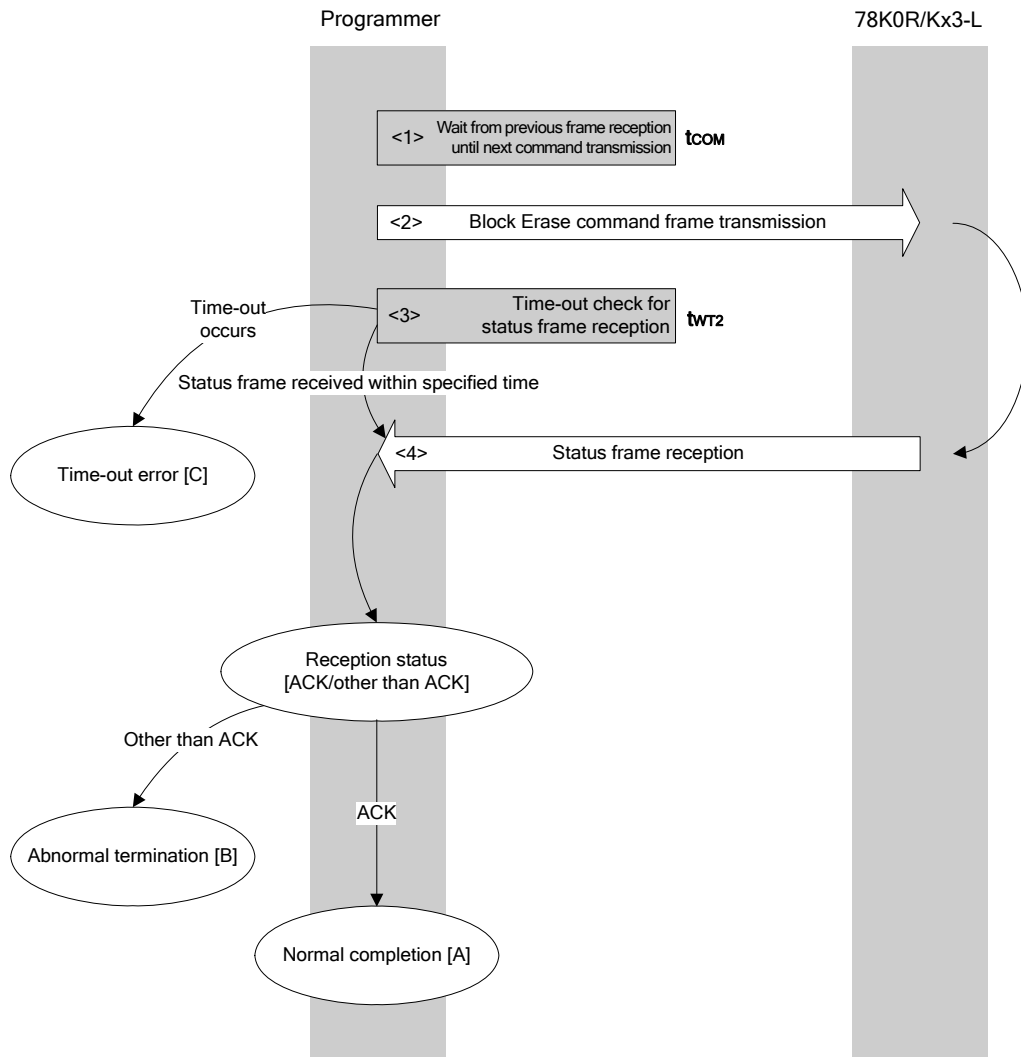 Programmer
78K0R/Kx3-L
<1> Wait from previous frame reception
until next command transmission
tCOM
<2> Block Erase command frame transmission
Time-out
occurs
<3> Time-out check for
status frame reception
tWT2
Status frame received within specified time
<4> Status frame reception
Time-out error [C]
Reception status
[ACK/other than ACK]
Other than ACK
ACK
Abnormal termination [B]
Normal completion [A]